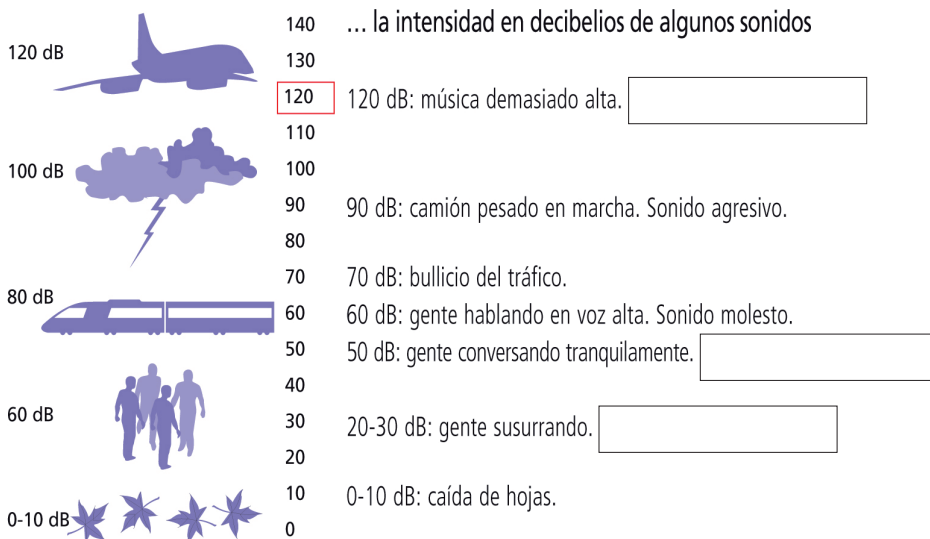 120 dB
100 dB
80 dB
60 dB
0-10 dB
140
130
120
110
100
90
80
70
60
50
40
30
20
10
0
... la intensidad en decibelios de algunos sonidos
120 dB: música demasiado alta.
90 dB: camión pesado en marcha. Sonido agresivo.
70 dB: bullicio del tráfico.
60 dB: gente hablando en voz alta. Sonido molesto.
50 dB: gente conversando tranquilamente.
20-30 dB: gente susurrando.
0-10 dB: caída de hojas.